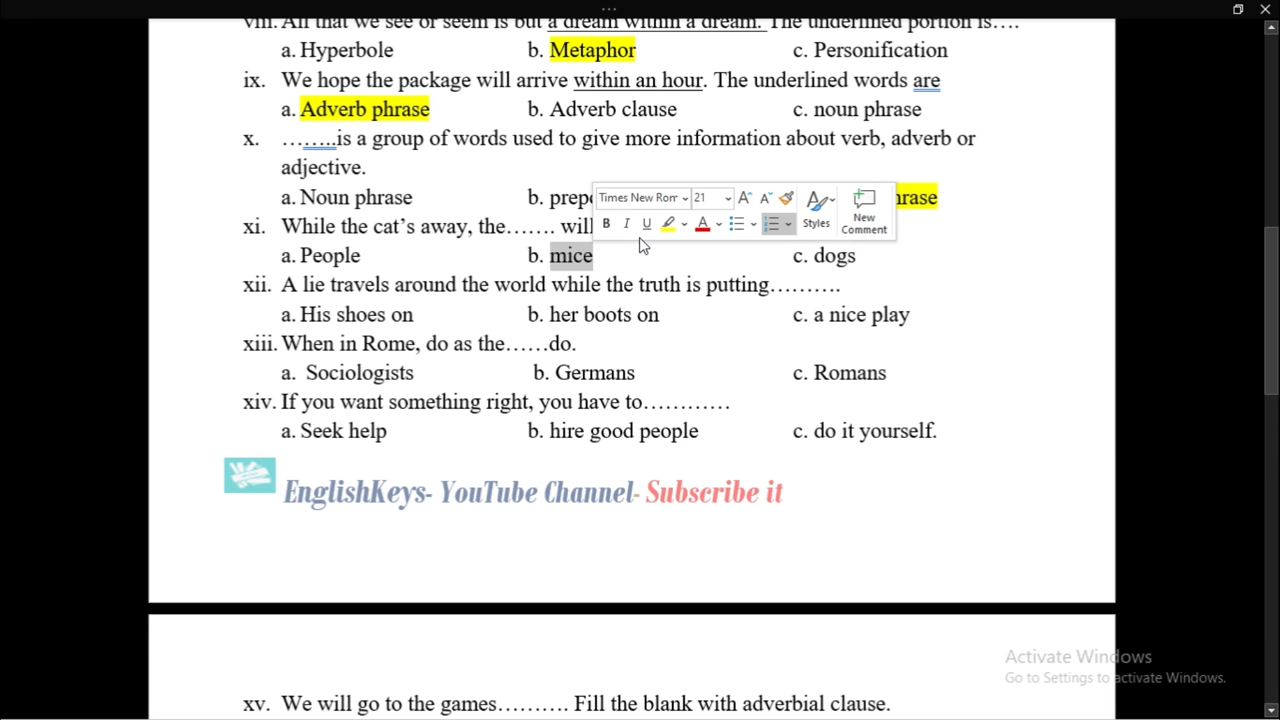 viii. All that we see or seem is but a dream within a dream. The underlined portion is….
a. Hyperbole b. Metaphor c. Personification
ix. We hope the package will arrive within an hour. The underlined words are
a. Adverb phrase b. Adverb clause c. noun phrase
x. ……..is a group of words used to give more information about verb, adverb or
adjective.
a. Noun phrase b. prepo rase
Times New Rorr 21
B I U A Styles New Comment
xi. While the cat's away, the……. will
a. People b. mice c. dogs
xii. A lie travels around the world while the truth is putting……….
a. His shoes on b. her boots on c. a nice play
xiii. When in Rome, do as the……do.
a. Sociologists b. Germans c. Romans
xiv. If you want something right, you have to…………
a. Seek help b. hire good people c. do it yourself.
EnglishKeys- YouTube Channel- Subscribe it
Activate Windows
Go to Settings to activate Windows.
xv. We will go to the games………. Fill the blank with adverbial clause.